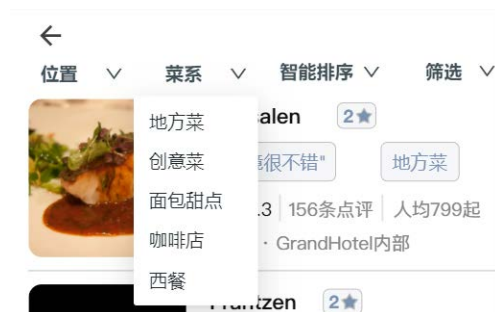 位置 菜系 智能排序 筛选
地方菜
创意菜
面包甜点
咖啡店
西餐
alen 2★
很不错" 地方菜
.3 156条点评 人均799起
· GrandHotel内部
tzen 2★